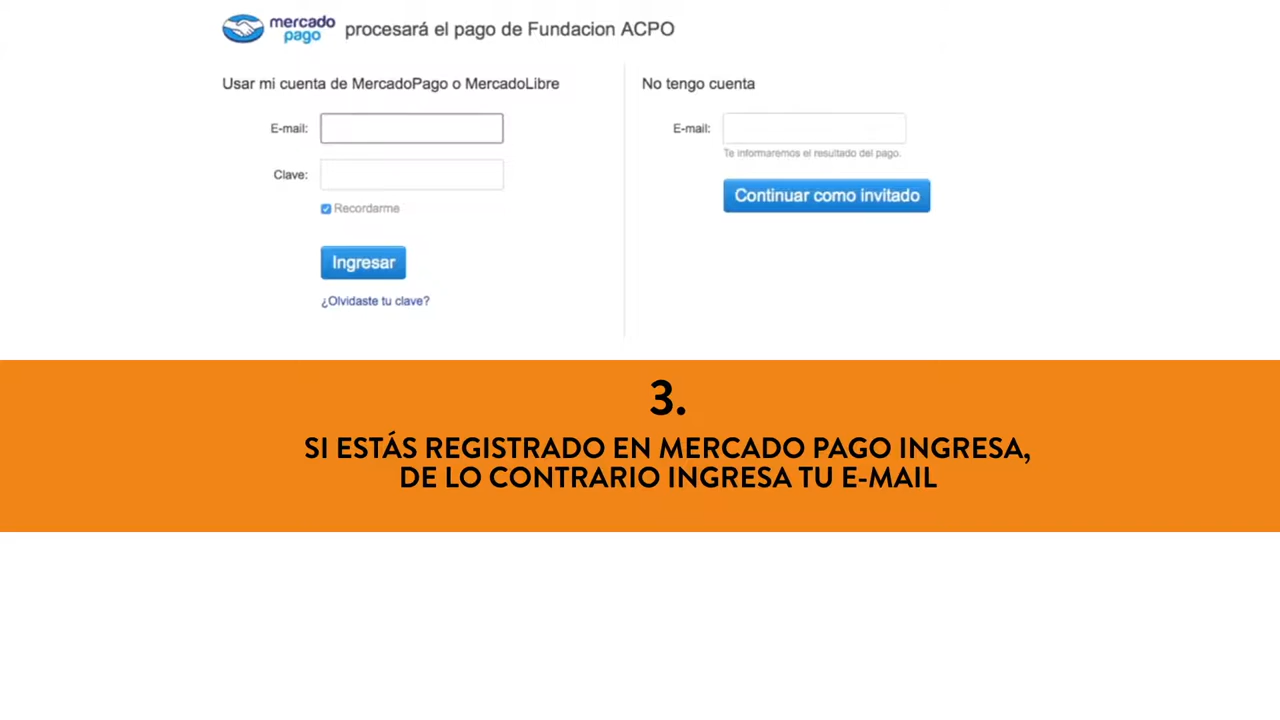 mercado
pago
procesará el pago de Fundacion ACPO
Usar mi cuenta de MercadoPago o MercadoLibre
E-mail:
Clave:
Recordarme
Ingresar
¿Olvidaste tu clave?
No tengo cuenta
E-mail:
Te informaremos el resultado del pago.
Continuar como invitado
3.
SI ESTÁS REGISTRADO EN MERCADO PAGO INGRESA,
DE LO CONTRARIO INGRESA TU E-MAIL